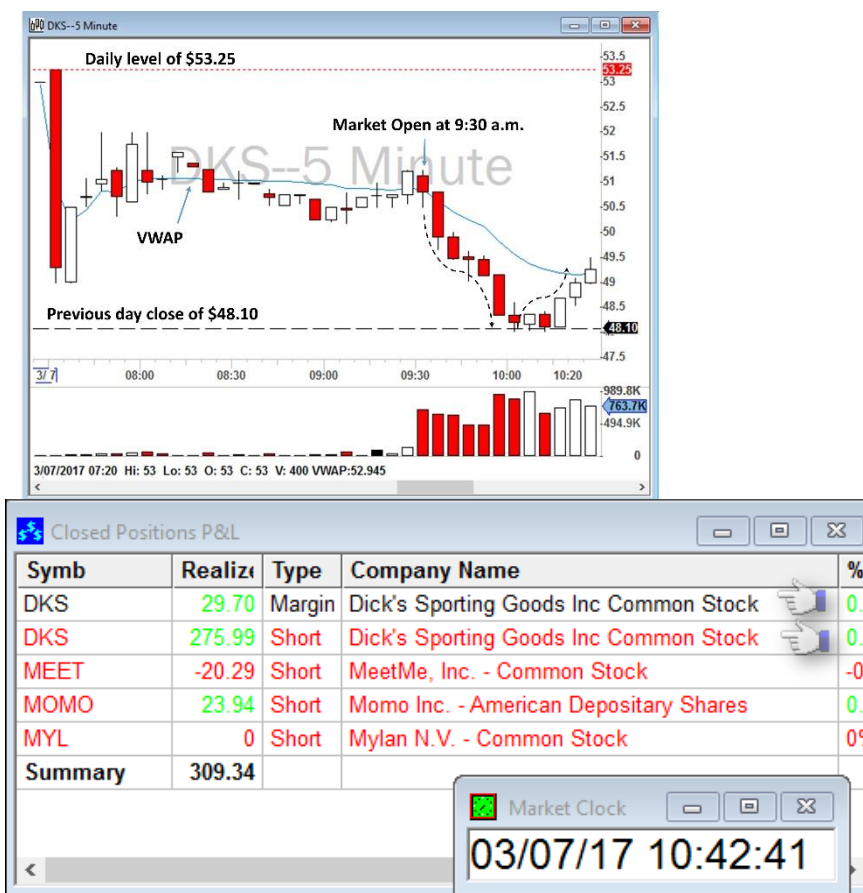 DKS--5 Minute
Daily level of $53.25
53.5
53.25
53
52.5
Market Open at 9:30 a.m.
52
DKS--5 Minute
51.5
51
50.5
VWAP
50
49.5
49
Previous day close of $48.10
48.5
48.10
47.5
3/ 7 08:00 08:30 09:00 09:30 10:00 10:20
989.8K
763.7K
494.9K
0
3/07/2017 07:20 Hi: 53 Lo: 53 O: 53 C: 53 V: 400 VWAP:52.945
Closed Positions P&L
Symb Realize Type Company Name %
DKS 29.70 Margin Dick's Sporting Goods Inc Common Stock 0.
DKS 275.99 Short Dick's Sporting Goods Inc Common Stock 0.
MEET -20.29 Short MeetMe, Inc. - Common Stock -0
MOMO 23.94 Short Momo Inc. - American Depositary Shares 0.
MYL 0 Short Mylan N.V. - Common Stock 0%
Summary 309.34
Market Clock
03/07/17 10:42:41